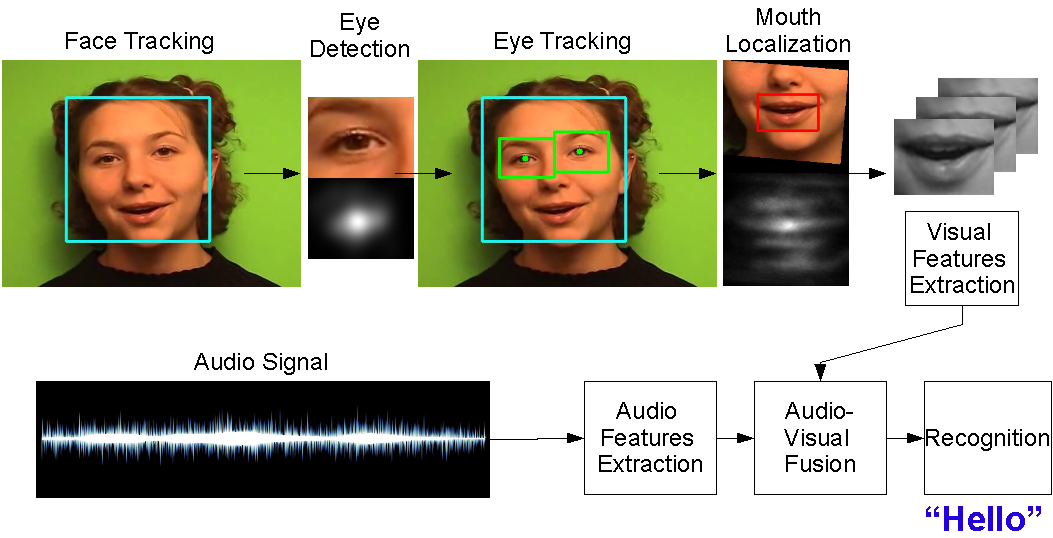 Face Tracking
Eye
Detection
Eye Tracking
Mouth
Localization
Visual
Features
Extraction
Audio Signal
Audio
Features
Extraction
Audio-
Visual
Fusion
Recognition
“Hello”